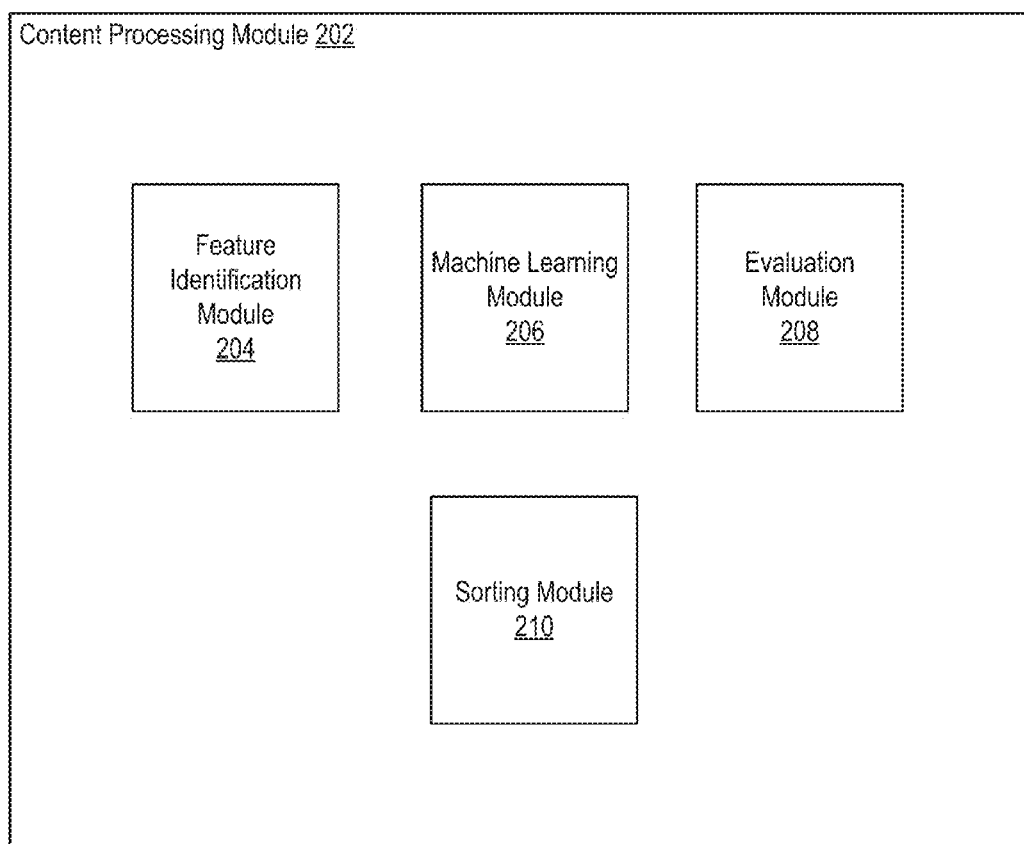 Content Processing Module 202
Feature
Identification
Module
204
Machine Learning
Module
206
Evaluation
Module
208
Sorting Module
210